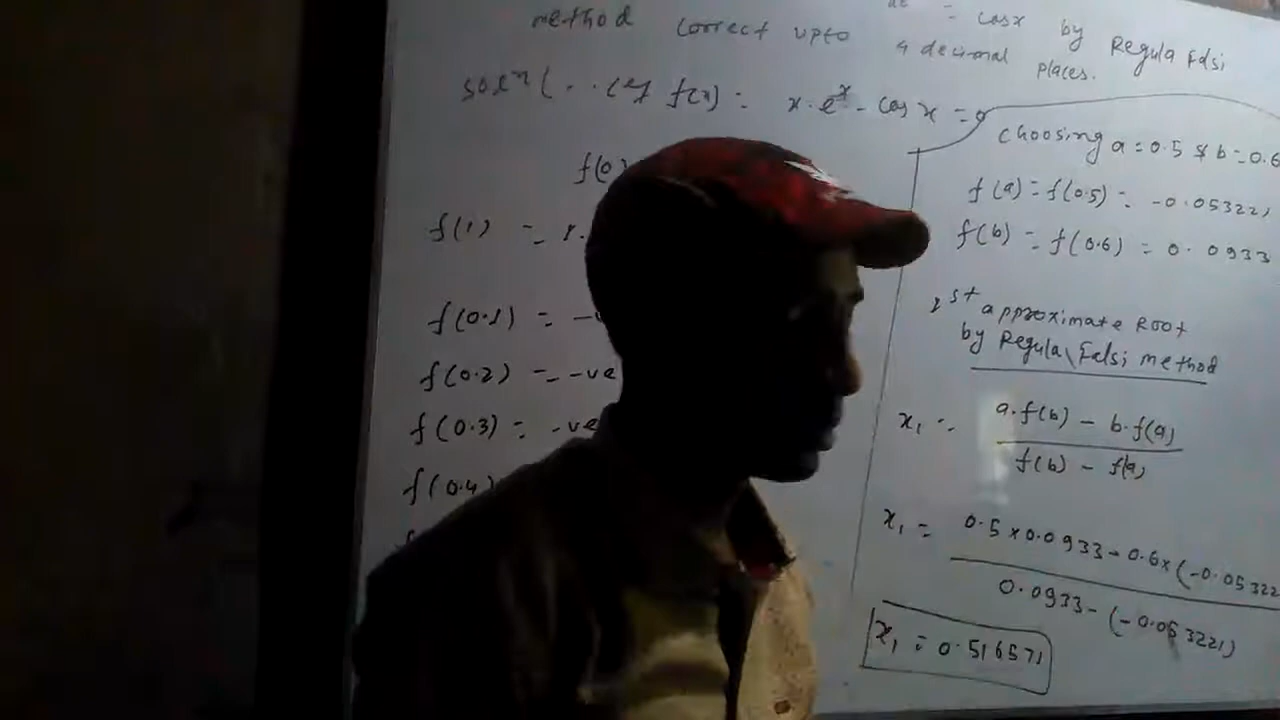 = cosx by Regula Falsi
method correct upto 4 decimal places.
f(x) = x.e^x - cos x = 0
f(0)
f(1) =
f(0.1) = -v
f(0.2) = -ve
f(0.3) = -ve
f(0.4)
choosing a = 0.5 & b = 0.6
f(a) = f(0.5) = -0.053221
f(b) = f(0.6) = 0.0933
1st approximate Root
by Regula Falsi method
x₁ = a.f(b) - b.f(a)
f(b) - f(a)
x₁ = 0.5 x 0.0933 - 0.6x(-0.05322
0.0933 - (-0.053221)
x₁ = 0.516571